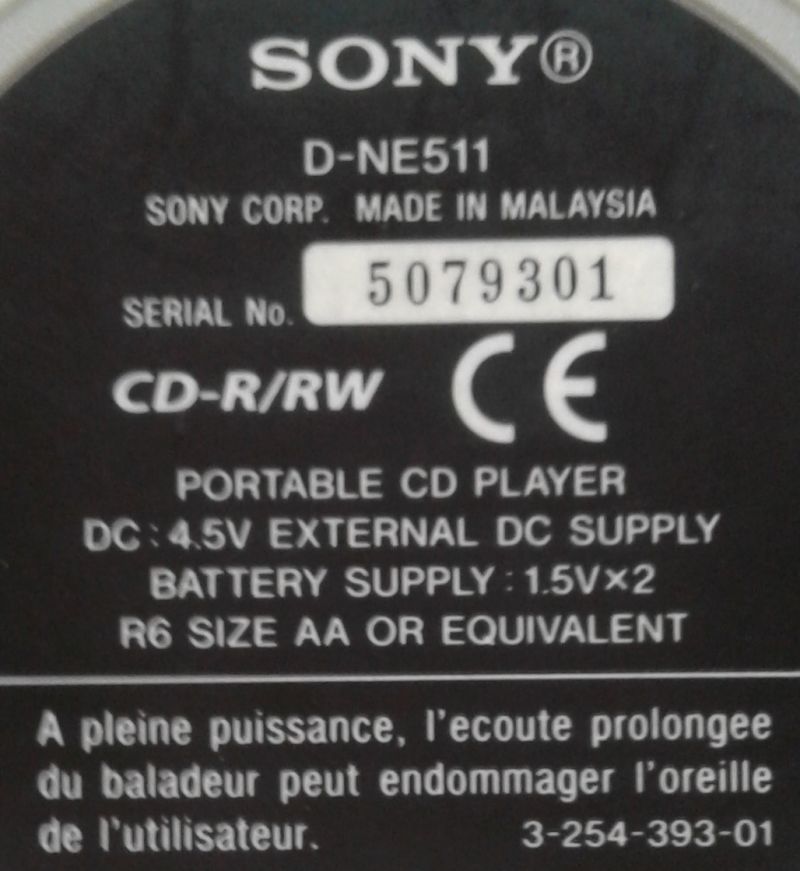 SONY®
D-NE511
SONY CORP. MADE IN MALAYSIA
SERIAL No. 5079301
CD-R/RW CE
PORTABLE CD PLAYER
DC : 4.5V EXTERNAL DC SUPPLY
BATTERY SUPPLY : 1.5V×2
R6 SIZE AA OR EQUIVALENT
A pleine puissance, l'ecoute prolongee
du baladeur peut endommager l'oreille
de l'utilisateur. 3-254-393-01